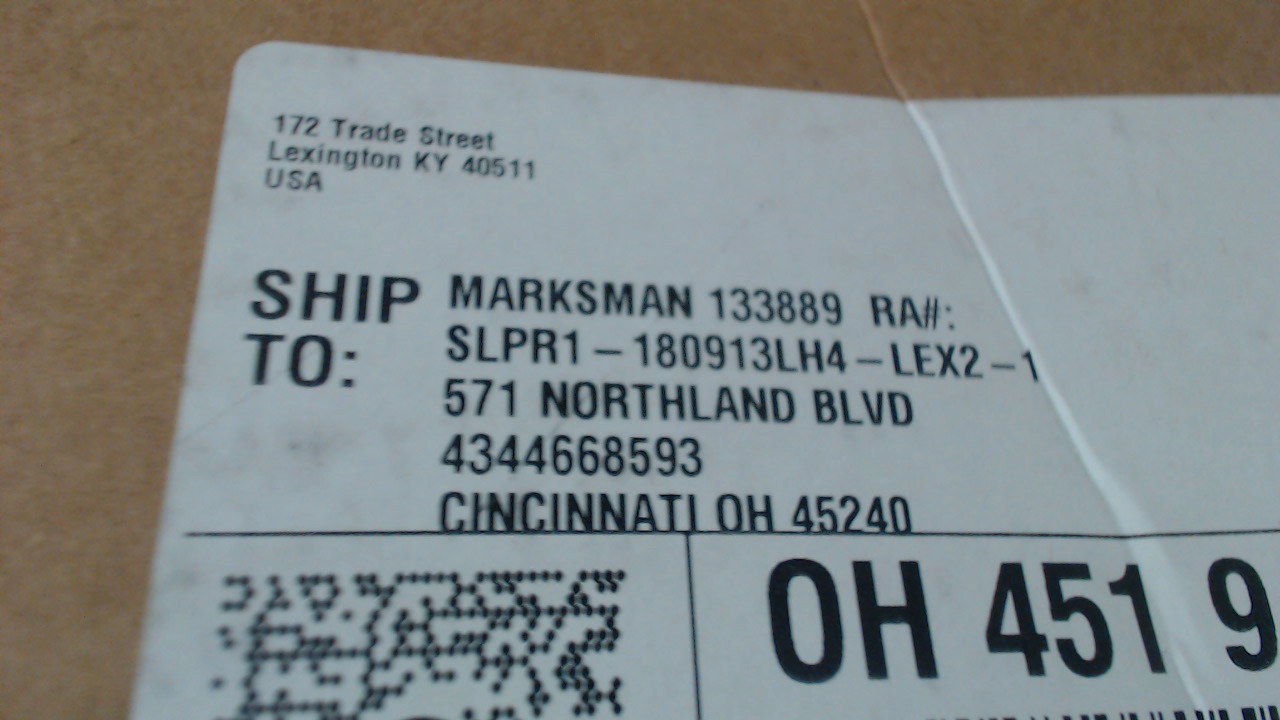 172 Trade Street
Lexington KY 40511
USA
SHIP TO:
MARKSMAN 133889 RA#:
SLPR1-180913LH4-LEX2-1
571 NORTHLAND BLVD
4344668593
CINCINNATI OH 45240
OH 451 9